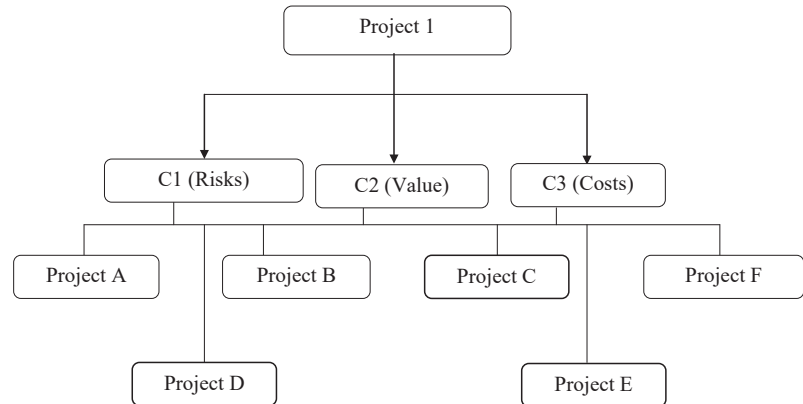 Project 1
C1 (Risks)
C2 (Value)
C3 (Costs)
Project A
Project B
Project C
Project F
Project D
Project E